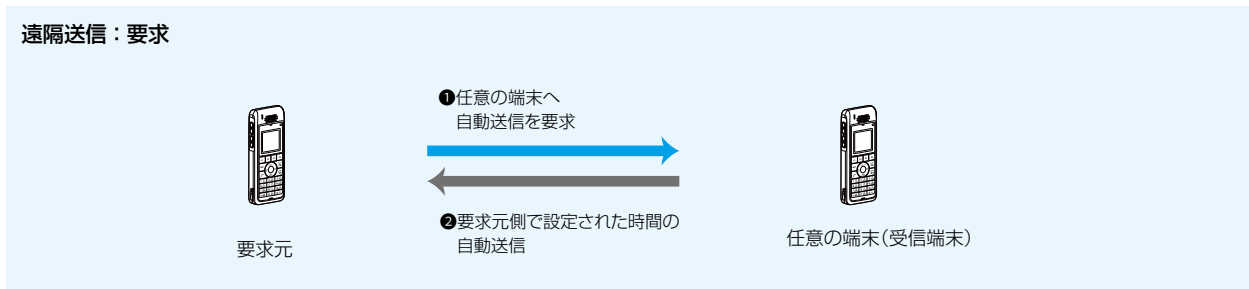 遠隔送信：要求
❶任意の端末へ
自動送信を要求
❷要求元側で設定された時間の
自動送信
要求元
任意の端末(受信端末)